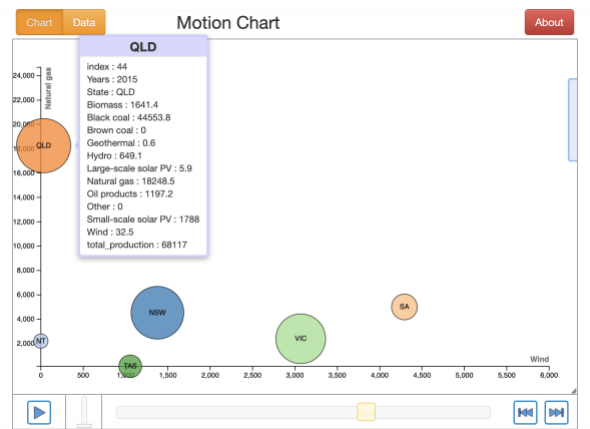 Chart Data Motion Chart About
QLD
index : 44
Years : 2015
State : QLD
Biomass : 1641.4
Black coal : 44553.8
Brown coal : 0
Geothermal : 0.6
Hydro : 649.1
Large-scale solar PV : 5.9
Natural gas : 18248.5
Oil products : 1197.2
Other : 0
Small-scale solar PV : 1788
Wind : 32.5
total_production : 68117
Natural gas
24,000
22,000
20,000
18,000
16,000
14,000
12,000
10,000
8,000
6,000
4,000
2,000
QLD
NSW
SA
VIC
NT
TAS
Wind
0 500 1,000 1,500 2,000 2,500 3,000 3,500 4,000 4,500 5,000 5,500 6,000